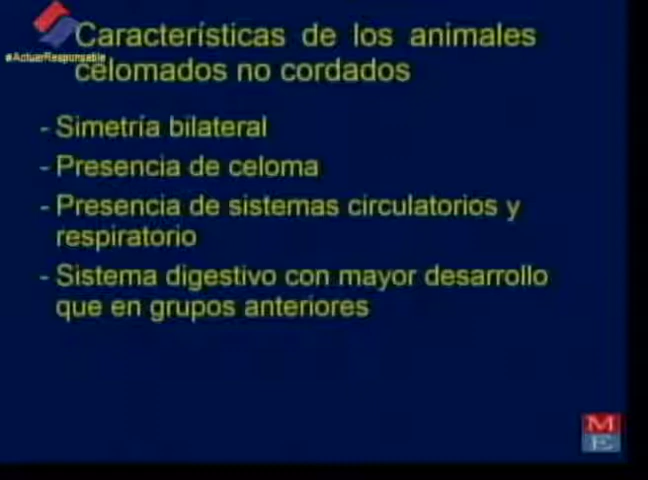 #ActuarResponsable
Características de los animales
celomados no cordados
- Simetría bilateral
- Presencia de celoma
- Presencia de sistemas circulatorios y
respiratorio
- Sistema digestivo con mayor desarrollo
que en grupos anteriores
M
E